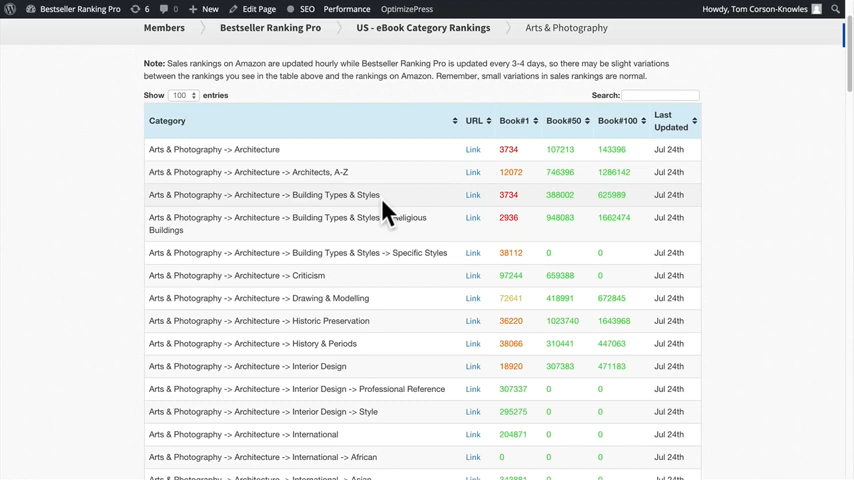 Bestseller Ranking Pro 6 0 + New Edit Page SEO Performance OptimizePress Howdy, Tom Corson-Knowles
Members Bestseller Ranking Pro US - eBook Category Rankings Arts & Photography
Note: Sales rankings on Amazon are updated hourly while Bestseller Ranking Pro is updated every 3-4 days, so there may be slight variations
between the rankings you see in the table above and the rankings on Amazon. Remember, small variations in sales rankings are normal.
Show 100 entries Search:
Category URL Book#1 Book#50 Book#100 Last
Updated
Arts & Photography -> Architecture Link 3734 107213 143396 Jul 24th
Arts & Photography -> Architecture -> Architects, A-Z Link 12072 746396 1286142 Jul 24th
Arts & Photography -> Architecture -> Building Types & Styles Link 3734 388002 625989 Jul 24th
Arts & Photography -> Architecture -> Building Types & Styles Link 2936 948083 1662474 Jul 24th
Buildings
Arts & Photography -> Architecture -> Building Types & Styles -> Specific Styles Link 38112 0 0 Jul 24th
Arts & Photography -> Architecture -> Criticism Link 97244 659388 0 Jul 24th
Arts & Photography -> Architecture -> Drawing & Modelling Link 72641 418991 672845 Jul 24th
Arts & Photography -> Architecture -> Historic Preservation Link 36220 1023740 1643968 Jul 24th
Arts & Photography -> Architecture -> History & Periods Link 38066 310441 447063 Jul 24th
Arts & Photography -> Architecture -> Interior Design Link 18920 307383 471183 Jul 24th
Arts & Photography -> Architecture -> Interior Design -> Professional Reference Link 307337 0 0 Jul 24th
Arts & Photography -> Architecture -> Interior Design -> Style Link 295275 0 0 Jul 24th
Arts & Photography -> Architecture -> International Link 204871 0 0 Jul 24th
Arts & Photography -> Architecture -> International -> African Link 0 0 0 Jul 24th
Arts & Photography -> Architecture -> International -> Asian Link 0 0 Jul 24th